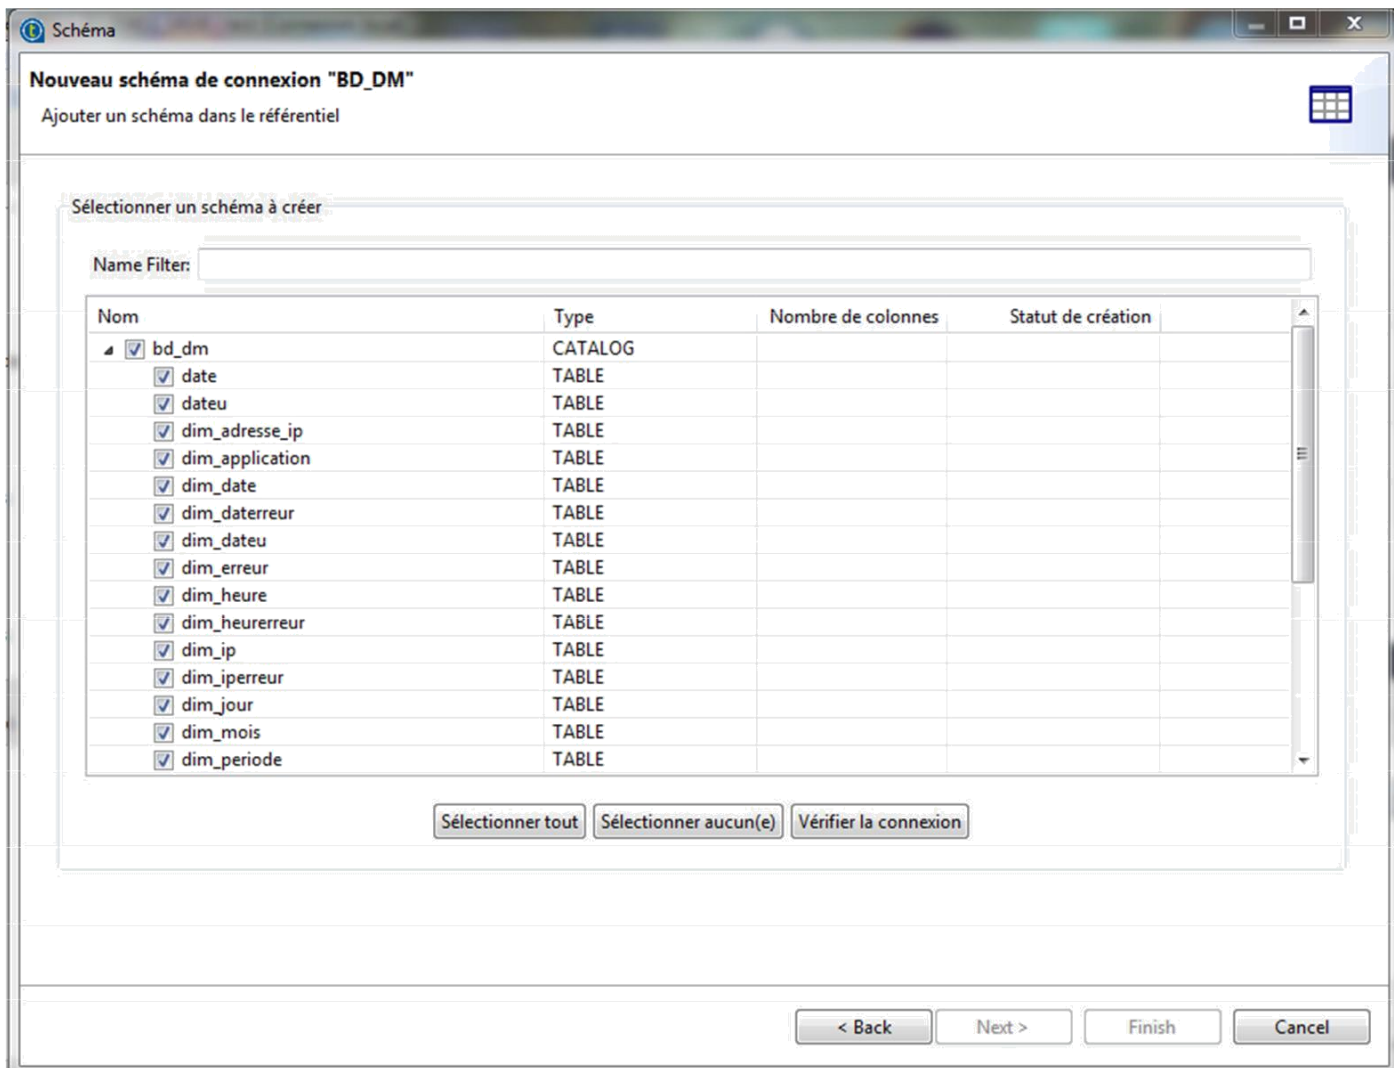 Schéma
Nouveau schéma de connexion "BD_DM"
Ajouter un schéma dans le référentiel
Sélectionner un schéma à créer
Name Filter:
Nom Type Nombre de colonnes Statut de création
bd_dm CATALOG
date TABLE
dateu TABLE
dim_adresse_ip TABLE
dim_application TABLE
dim_date TABLE
dim_daterreur TABLE
dim_dateu TABLE
dim_erreur TABLE
dim_heure TABLE
dim_heurerreur TABLE
dim_ip TABLE
dim_iperreur TABLE
dim_jour TABLE
dim_mois TABLE
dim_periode TABLE
Sélectionner tout Sélectionner aucun(e) Vérifier la connexion
< Back Next > Finish Cancel